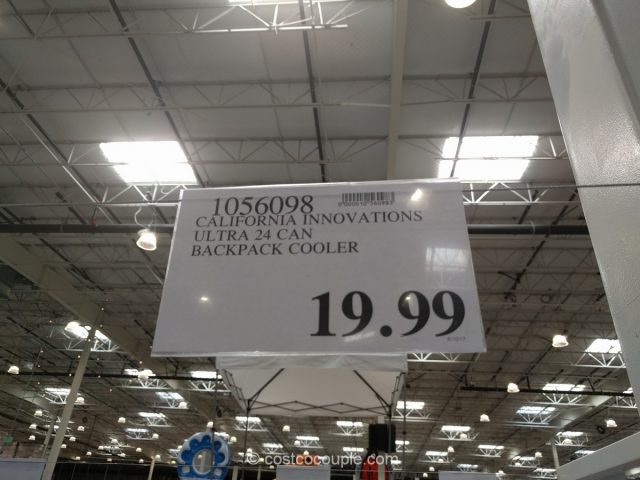 1056098
CALIFORNIA INNOVATIONS
ULTRA 24 CAN
BACKPACK COOLER
19.99
© costcocouple.com